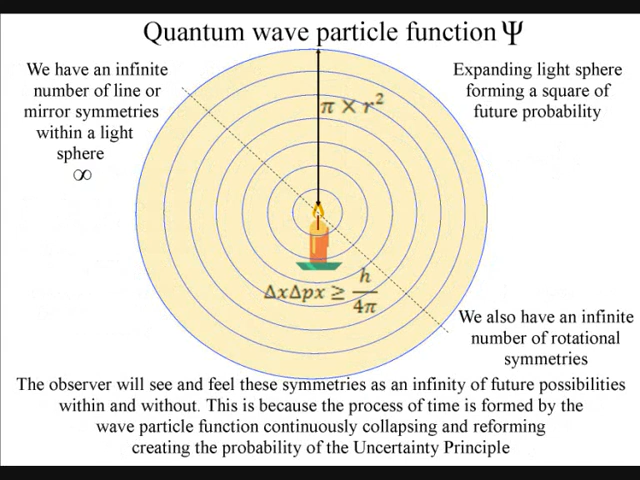 Quantum wave particle function Ψ
We have an infinite
number of line or
mirror symmetries
within a light
sphere
∞
Expanding light sphere
forming a square of
future probability
π × r²
ΔxΔpx ≥ h/4π
We also have an infinite
number of rotational
symmetries
The observer will see and feel these symmetries as an infinity of future possibilities
within and without. This is because the process of time is formed by the
wave particle function continuously collapsing and reforming
creating the probability of the Uncertainty Principle